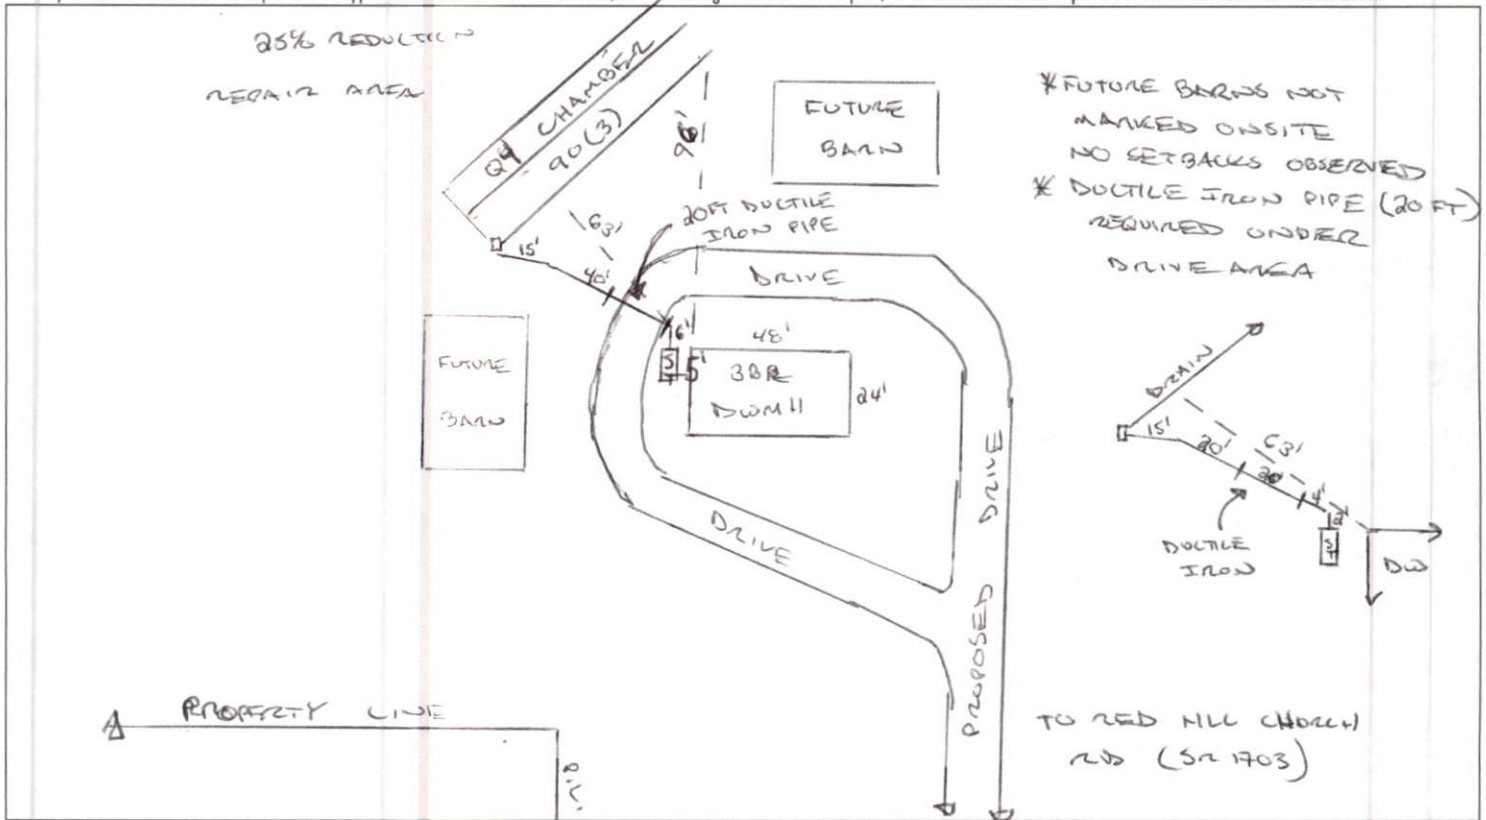 25% REDUCTION
REPAIR AREA
Q4 CHAMBER
90(3)
96'
FUTURE
BARN
*FUTURE BARNS NOT
MARKED ONSITE
NO SETBACKS OBSERVED
* DUCTILE IRON PIPE (20 FT)
REQUIRED UNDER
DRIVE AREA
63'
20FT DUCTILE
IRON PIPE
15'
40'
DRIVE
6'
48'
ST
5'
3BR
DWMH
24'
FUTURE
BARN
DRIVE
DRIVE
PROPOSED
DRAIN
15'
20'
63'
20'
4'
2'
ST
DUCTILE
IRON
DW
PROPERTY LINE
P.L.
TO RED HILL CHURCH
RD (SR 1703)